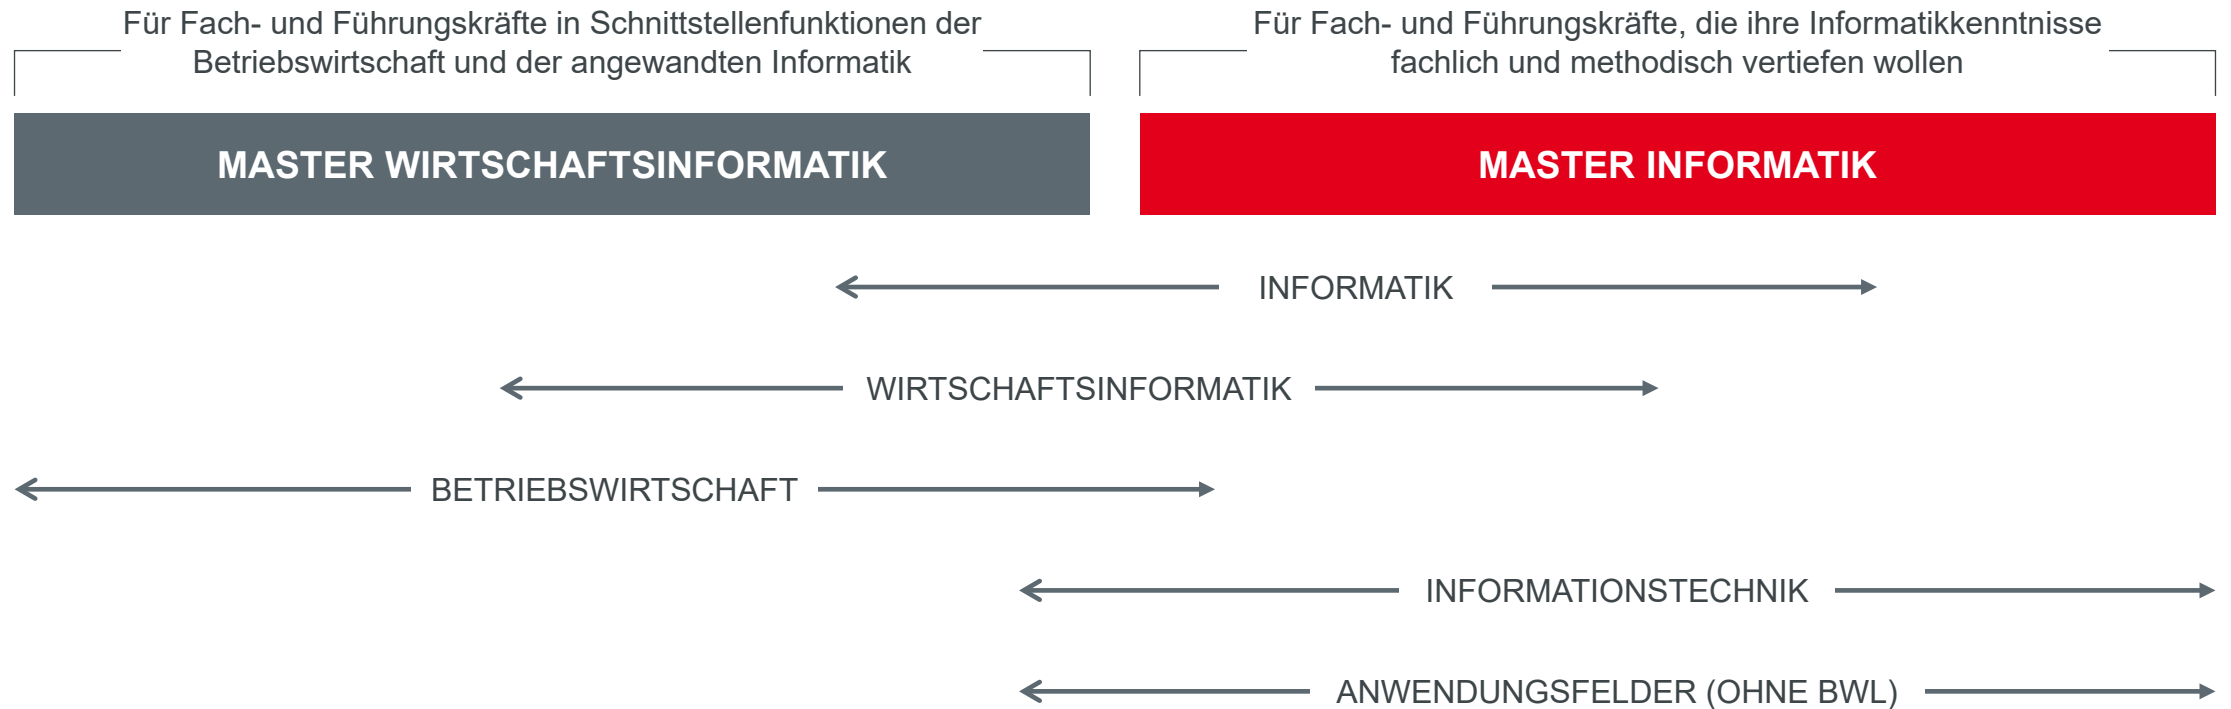 Für Fach- und Führungskräfte in Schnittstellenfunktionen der
Betriebswirtschaft und der angewandten Informatik
Für Fach- und Führungskräfte, die ihre Informatikkenntnisse
fachlich und methodisch vertiefen wollen
MASTER WIRTSCHAFTSINFORMATIK
MASTER INFORMATIK
INFORMATIK
WIRTSCHAFTSINFORMATIK
BETRIEBSWIRTSCHAFT
INFORMATIONSTECHNIK
ANWENDUNGSFELDER (OHNE BWL)